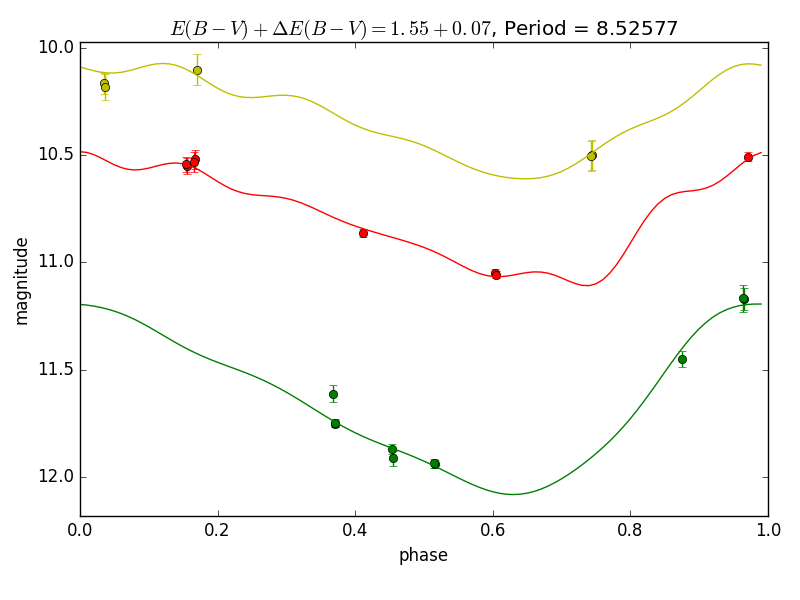 E(B − V) + ΔE(B − V) = 1.55 + 0.07, Period = 8.52577
10.0
10.5
11.0
11.5
12.0
magnitude
0.0 0.2 0.4 0.6 0.8 1.0
phase